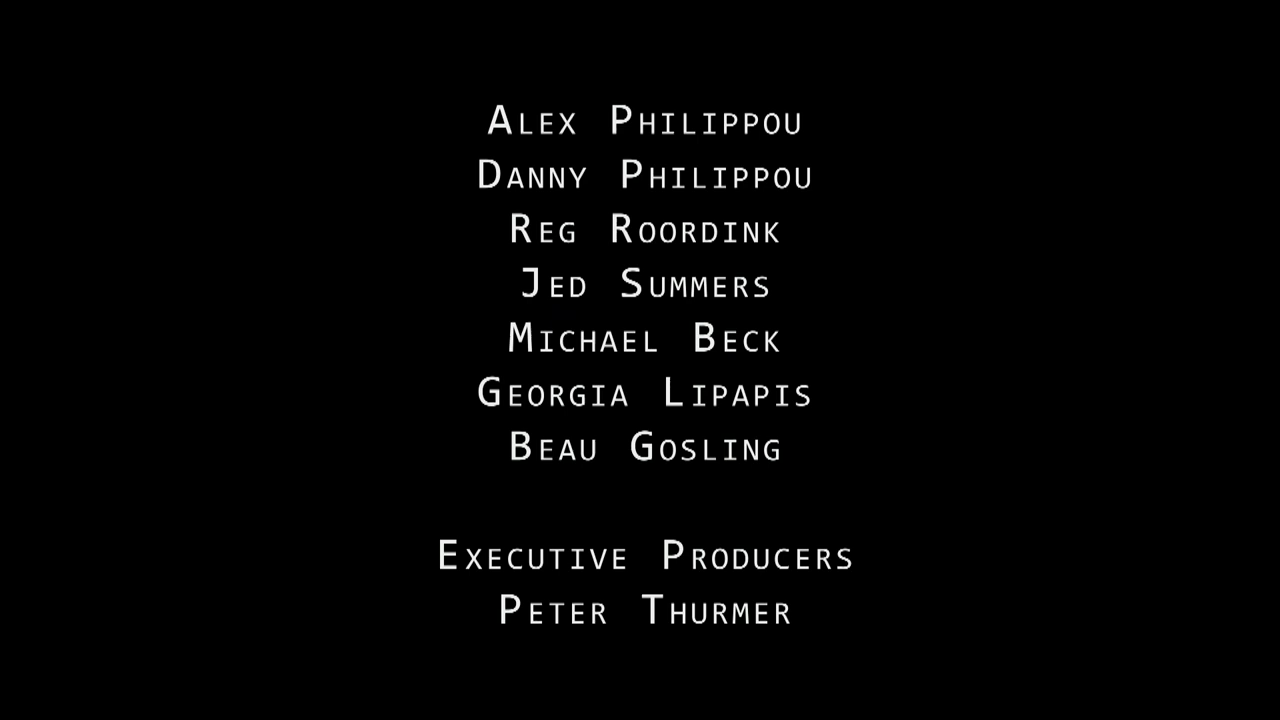 Alex Philippou
Danny Philippou
Reg Roordink
Jed Summers
Michael Beck
Georgia Lipapis
Beau Gosling
Executive Producers
Peter Thurmer